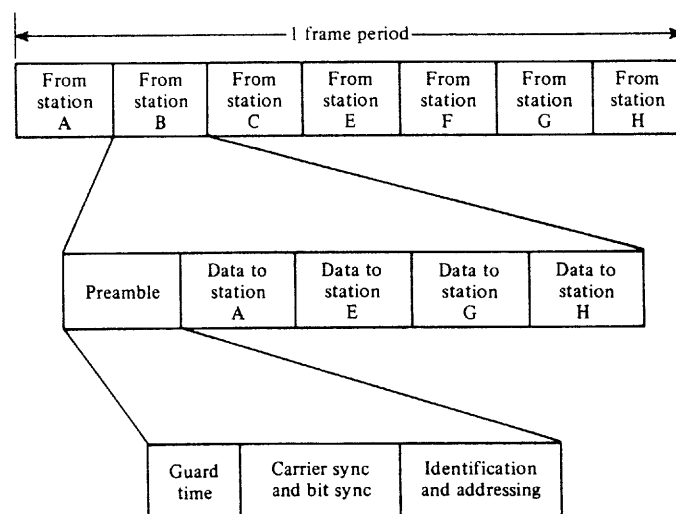 1 frame period
From station A
From station B
From station C
From station E
From station F
From station G
From station H
Preamble
Data to station A
Data to station E
Data to station G
Data to station H
Guard time
Carrier sync and bit sync
Identification and addressing